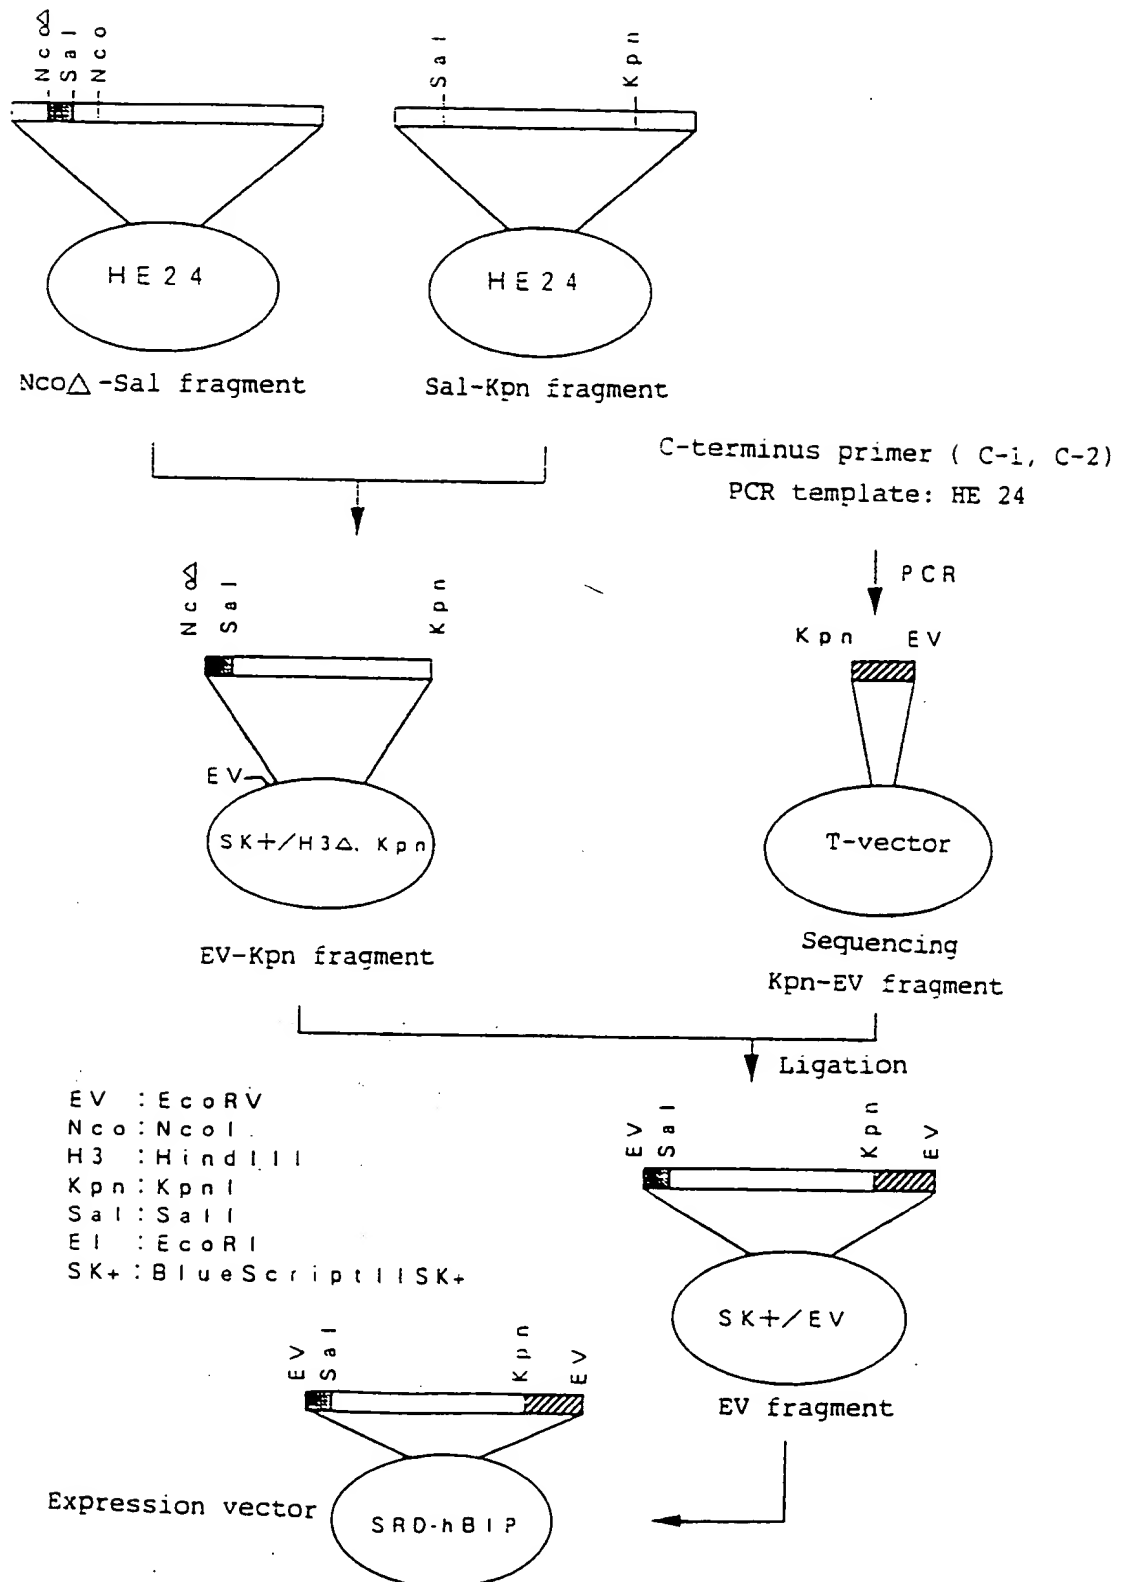 Nco△
Sal
Nco
Sal
Kpn
HE24
HE24
Nco△-Sal fragment
Sal-Kpn fragment
C-terminus primer ( C-1, C-2)
PCR template: HE 24
PCR
Nco△
Sal
Kpn
Kpn EV
EV
SK+/H3△. Kpn
T-vector
EV-Kpn fragment
Sequencing
Kpn-EV fragment
Ligation
EV : EcoRV
Nco : NcoI
H3 : HindIII
Kpn : KpnI
Sal : SalI
EI : EcoRI
SK+ : BlueScriptIISK+
EV
Sal
Kpn
EV
SK+/EV
EV fragment
EV
Sal
Kpn
EV
Expression vector
SRD-hBIP